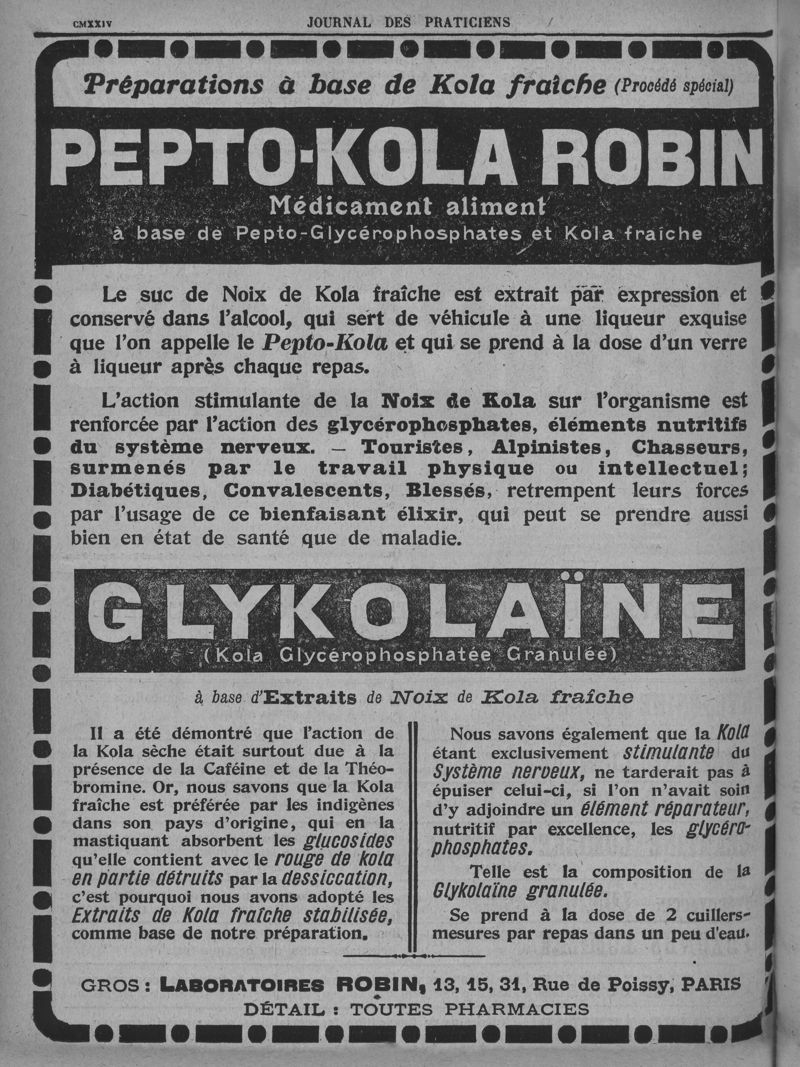 CMXXIV
JOURNAL DES PRATICIENS
Préparations à base de Kola fraîche (Procédé spécial)
PEPTO-KOLA ROBIN
Médicament aliment
à base de Pepto-Glycérophosphates et Kola fraîche
Le suc de Noix de Kola fraîche est extrait par expression et
conservé dans l'alcool, qui sert de véhicule à une liqueur exquise
que l'on appelle le Pepto-Kola et qui se prend à la dose d'un verre
à liqueur après chaque repas.
L'action stimulante de la Noix de Kola sur l'organisme est
renforcée par l'action des glycérophosphates, éléments nutritifs
du système nerveux. — Touristes, Alpinistes, Chasseurs,
surmenés par le travail physique ou intellectuel;
Diabétiques, Convalescents, Blessés, retrempent leurs forces
par l'usage de ce bienfaisant élixir, qui peut se prendre aussi
bien en état de santé que de maladie.
GLYKOLAÏNE
(Kola Glycérophosphatée Granulée)
à base d'Extraits de Noix de Kola fraîche
Il a été démontré que l'action de
la Kola sèche était surtout due à la
présence de la Caféine et de la Théo-
bromine. Or, nous savons que la Kola
fraîche est préférée par les indigènes
dans son pays d'origine, qui en la
mastiquant absorbent les glucosides
qu'elle contient avec le rouge de kola
en partie détruits par la dessiccation,
c'est pourquoi nous avons adopté les
Extraits de Kola fraîche stabilisée,
comme base de notre préparation.
Nous savons également que la Kola
étant exclusivement stimulante du
Système nerveux, ne tarderait pas à
épuiser celui-ci, si l'on n'avait soin
d'y adjoindre un élément réparateur,
nutritif par excellence, les glycéro-
phosphates.
Telle est la composition de la
Glykolaïne granulée.
Se prend à la dose de 2 cuillers-
mesures par repas dans un peu d'eau.
GROS : LABORATOIRES ROBIN, 13, 15, 31, Rue de Poissy, PARIS
DÉTAIL : TOUTES PHARMACIES